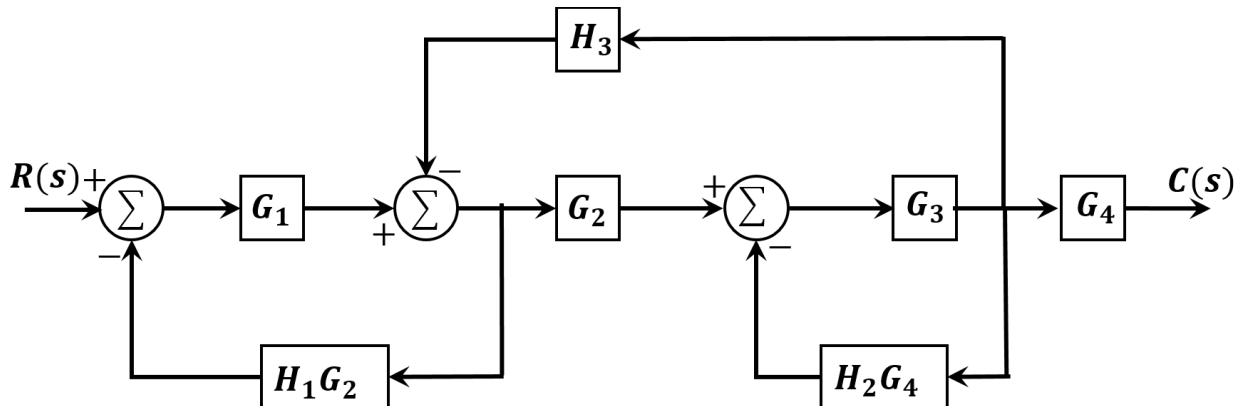 H₃
R(s) + ∑ G₁ + ∑ − G₂ + ∑ G₃ G₄ C(s)
− −
H₁G₂ H₂G₄